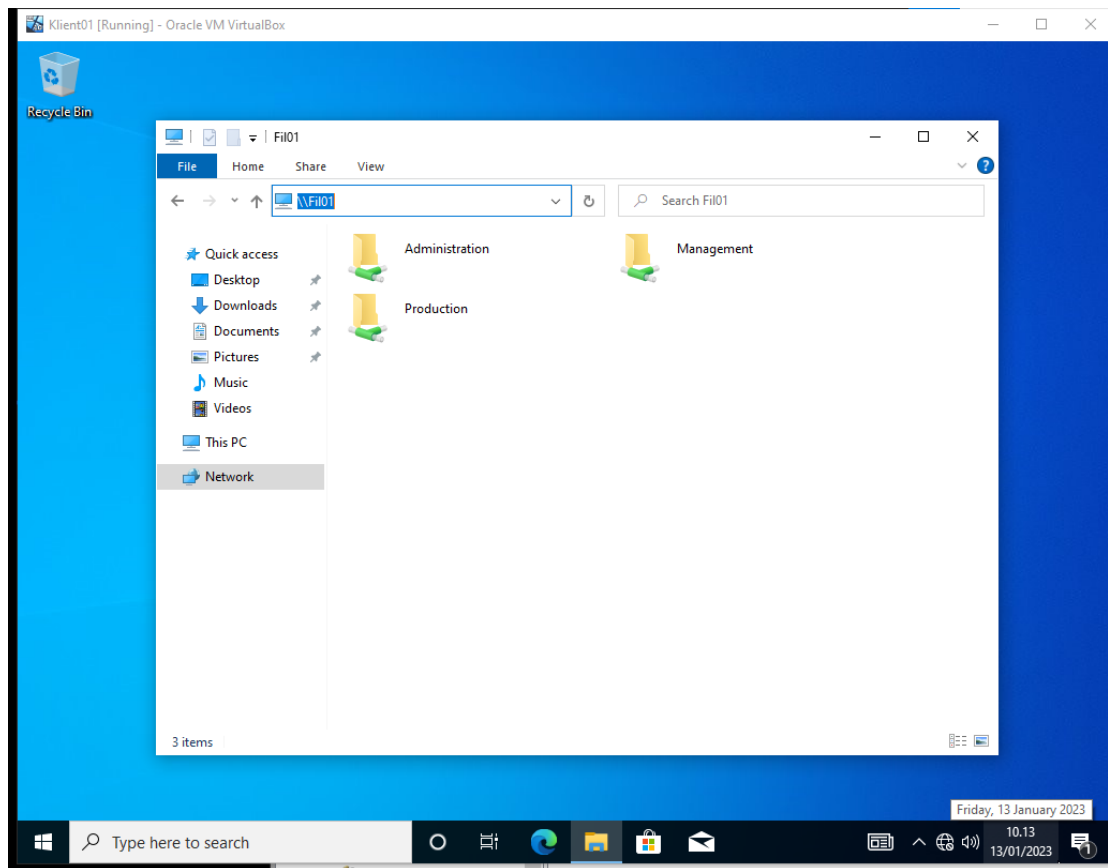 Klient01 [Running] - Oracle VM VirtualBox
Recycle Bin
Fil01
File Home Share View
\\Fil01
Search Fil01
Quick access
Desktop
Downloads
Documents
Pictures
Music
Videos
This PC
Network
Administration
Management
Production
3 items
Friday, 13 January 2023
Type here to search
10.13
13/01/2023
1